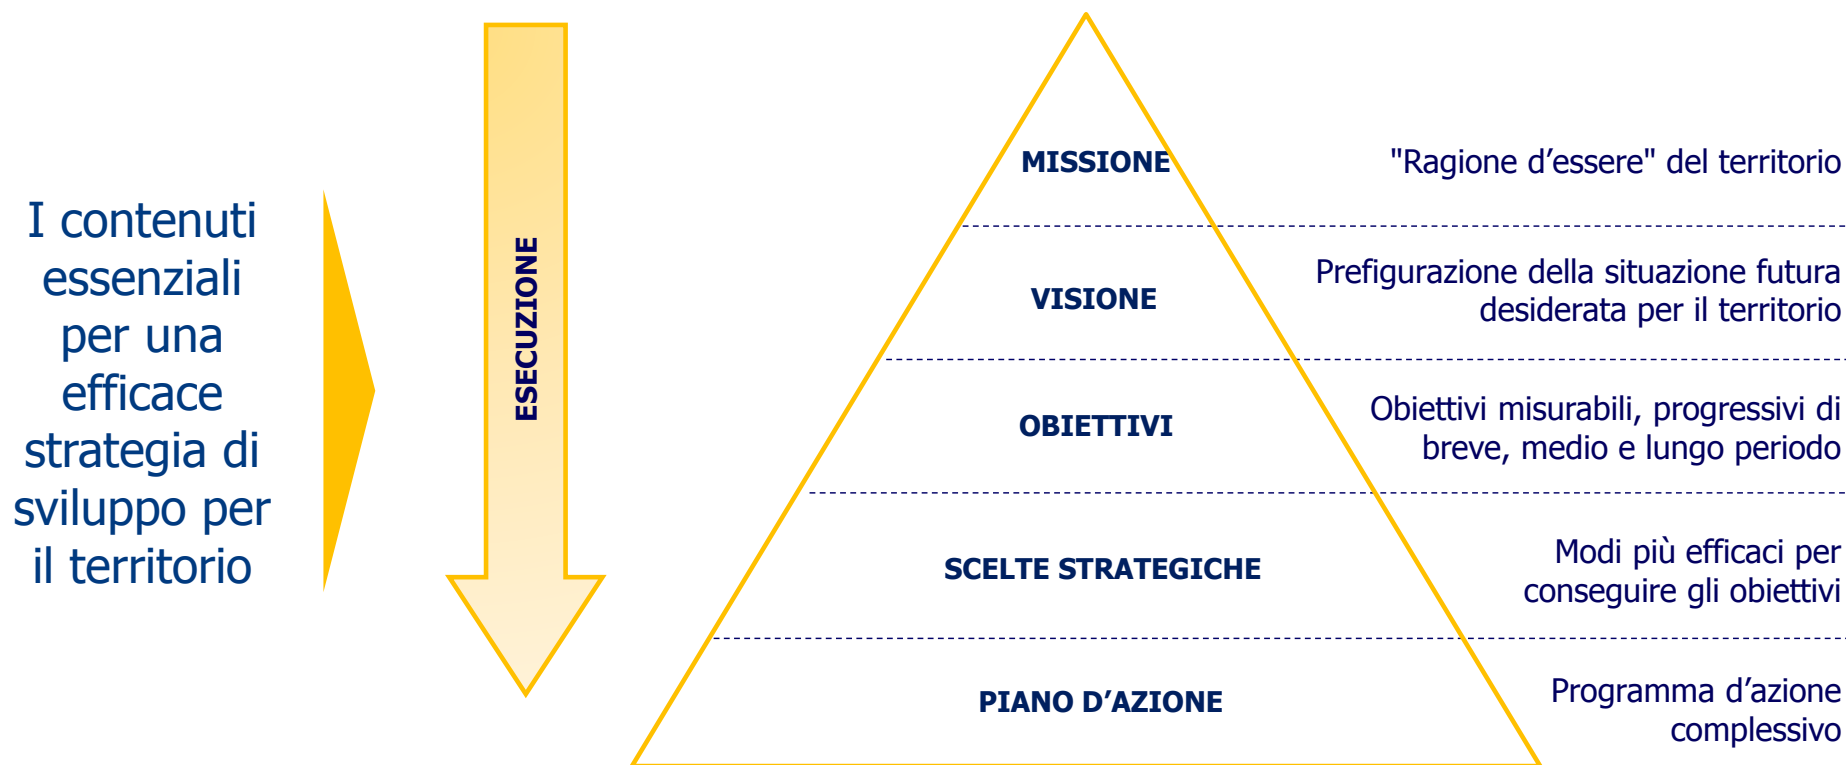 I contenuti
essenziali
per una
efficace
strategia di
sviluppo per
il territorio
ESECUZIONE
MISSIONE
"Ragione d’essere" del territorio
VISIONE
Prefigurazione della situazione futura
desiderata per il territorio
OBIETTIVI
Obiettivi misurabili, progressivi di
breve, medio e lungo periodo
SCELTE STRATEGICHE
Modi più efficaci per
conseguire gli obiettivi
PIANO D’AZIONE
Programma d’azione
complessivo